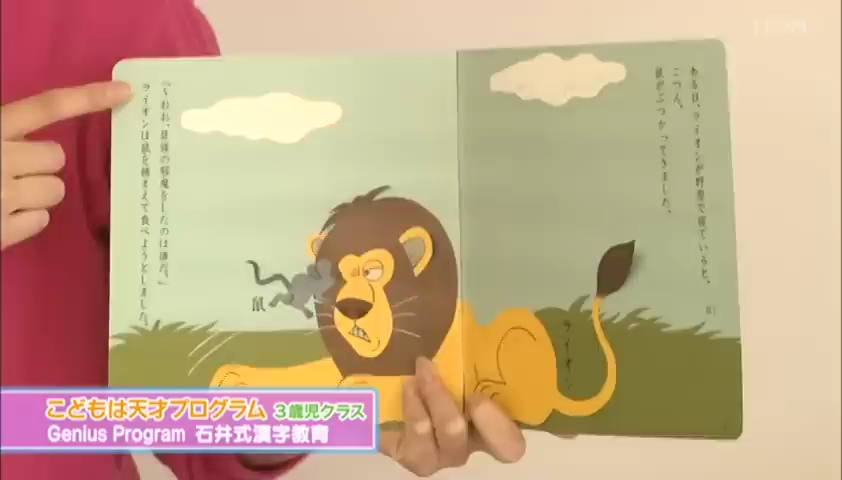 ある日、ライオンが野原で寝ていると、
こつん。
鼠がぶつかってきました。
ライオン
鼠
「くおお、昼寝の邪魔をしたのは誰だ。」
ライオンは鼠を捕まえて食べようとしました。
こどもは天才プログラム 3歳児クラス
Genius Program 石井式漢字教育